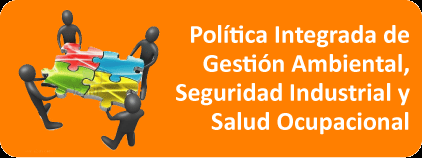 Política Integrada de
Gestión Ambiental,
Seguridad Industrial y
Salud Ocupacional